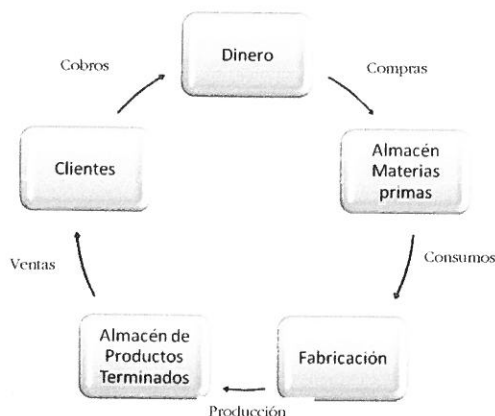 Dinero
Compras
Almacén
Materias
primas
Consumos
Fabricación
Producción
Almacén de
Productos
Terminados
Ventas
Clientes
Cobros